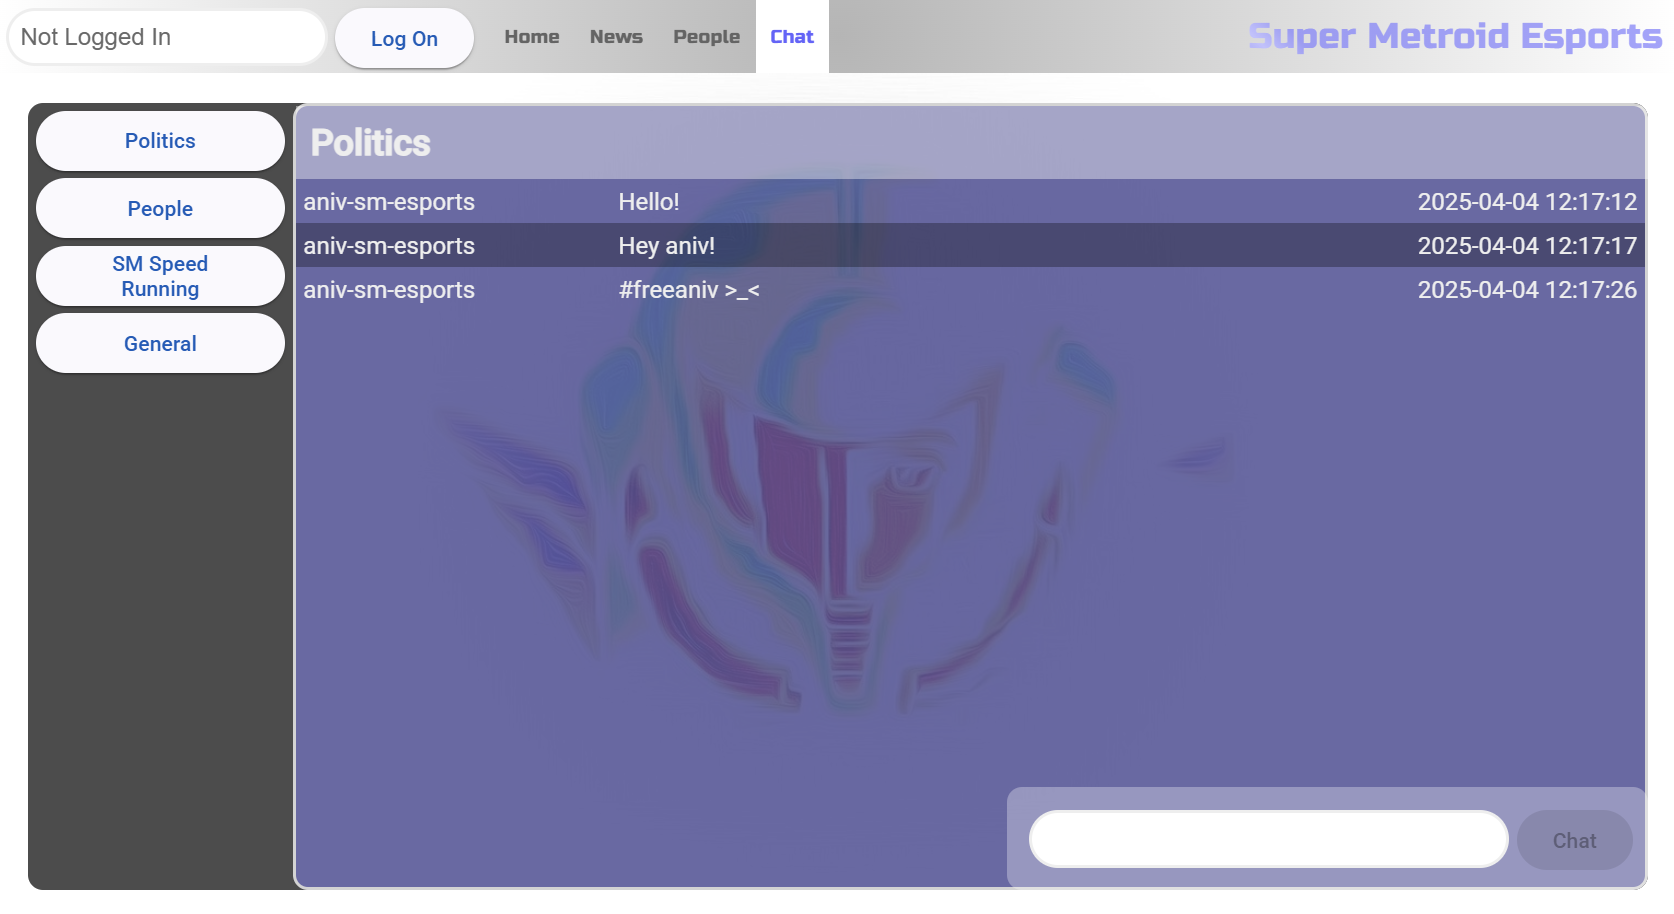 Not Logged In
Log On
Home
News
People
Chat
Super Metroid Esports
Politics
People
SM Speed
Running
General
Politics
aniv-sm-esports Hello! 2025-04-04 12:17:12
aniv-sm-esports Hey aniv! 2025-04-04 12:17:17
aniv-sm-esports #freeaniv >_< 2025-04-04 12:17:26
Chat